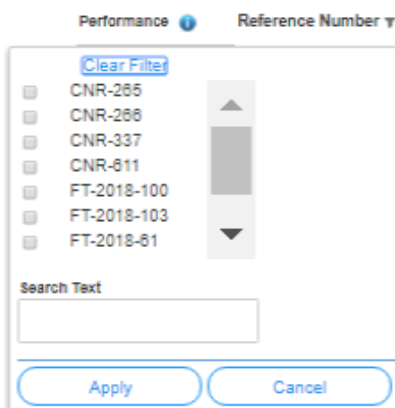 Performance Reference Number
Clear Filter
CNR-265
CNR-266
CNR-337
CNR-611
FT-2018-100
FT-2018-103
FT-2018-61
Search Text
Apply Cancel